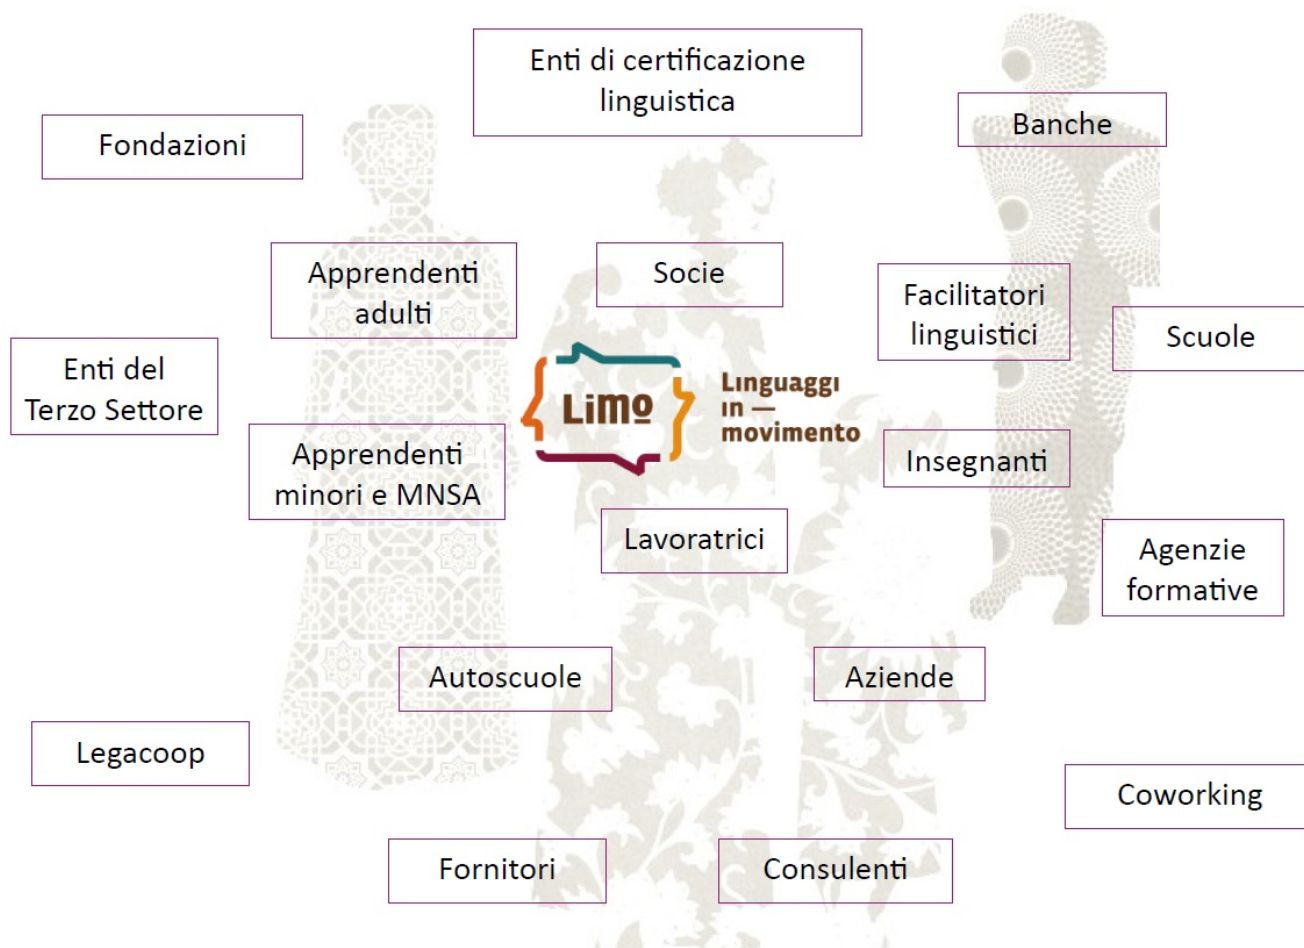 Enti di certificazione
linguistica
Banche
Fondazioni
Apprendenti
adulti
Socie
Facilitatori
linguistici
Scuole
Enti del
Terzo Settore
LiMo
Linguaggi
in —
movimento
Apprendenti
minori e MNSA
Insegnanti
Lavoratrici
Agenzie
formative
Autoscuole
Aziende
Legacoop
Coworking
Fornitori
Consulenti